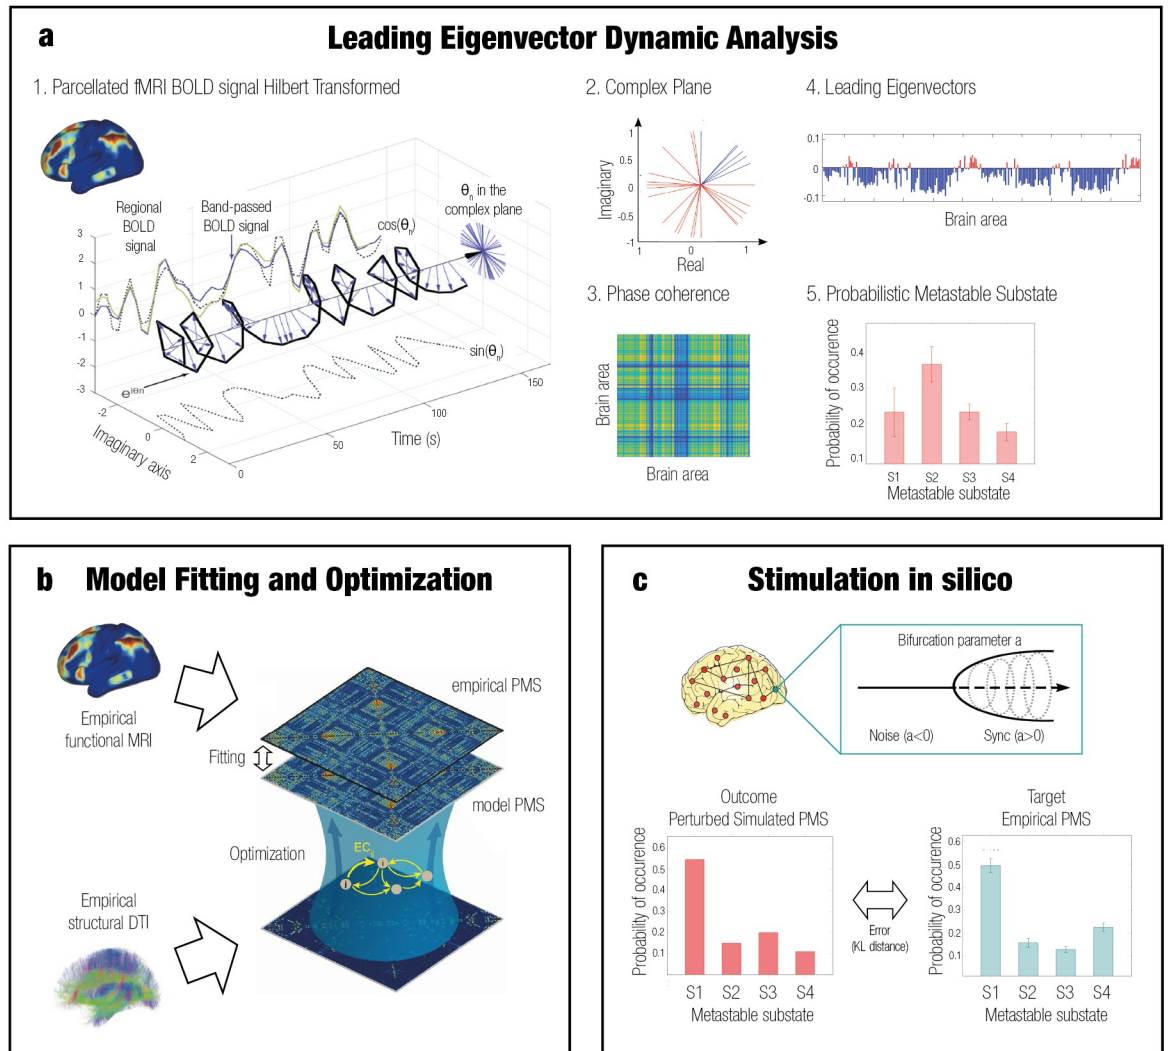 a
Leading Eigenvector Dynamic Analysis
1. Parcellated fMRI BOLD signal Hilbert Transformed
Regional
BOLD
signal
Band-passed
BOLD signal
θn in the
complex plane
cos(θn)
sin(θn)
e^iθn
3
2
1
0
-1
-2
-3
-2
0
2
Imaginary axis
0
50
100
150
Time (s)
2. Complex Plane
Imaginary
1
0.5
0
-0.5
-1
1
0
1
Real
3. Phase coherence
Brain area
Brain area
4. Leading Eigenvectors
0.1
0
-0.1
Brain area
5. Probabilistic Metastable Substate
Probability of occurence
0.4
0.3
0.2
0.1
S1 S2 S3 S4
Metastable substate
b
Model Fitting and Optimization
Empirical
functional MRI
empirical PMS
Fitting
model PMS
Optimization
ECij
i
j
Empirical
structural DTI
c
Stimulation in silico
Bifurcation parameter a
Noise (a<0)
Sync (a>0)
Outcome
Perturbed Simulated PMS
Probability of occurence
0.6
0.5
0.4
0.3
0.2
0.1
S1 S2 S3 S4
Metastable substate
Error
(KL distance)
Target
Empirical PMS
Probability of occurence
0.6
0.5
0.4
0.3
0.2
0.1
S1 S2 S3 S4
Metastable substate